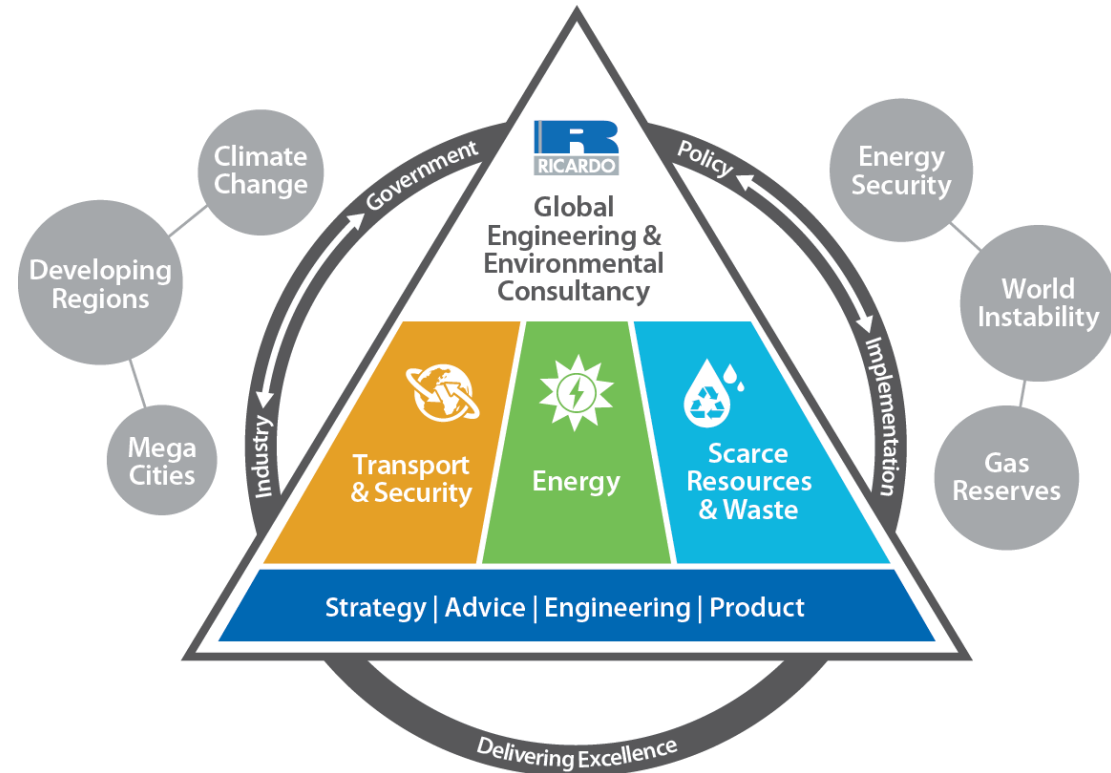 RICARDO
Global
Engineering &
Environmental
Consultancy
Climate
Change
Developing
Regions
Mega
Cities
Government
Industry
Policy
Implementation
Energy
Security
World
Instability
Gas
Reserves
Transport
& Security
Energy
Scarce
Resources
& Waste
Strategy | Advice | Engineering | Product
Delivering Excellence